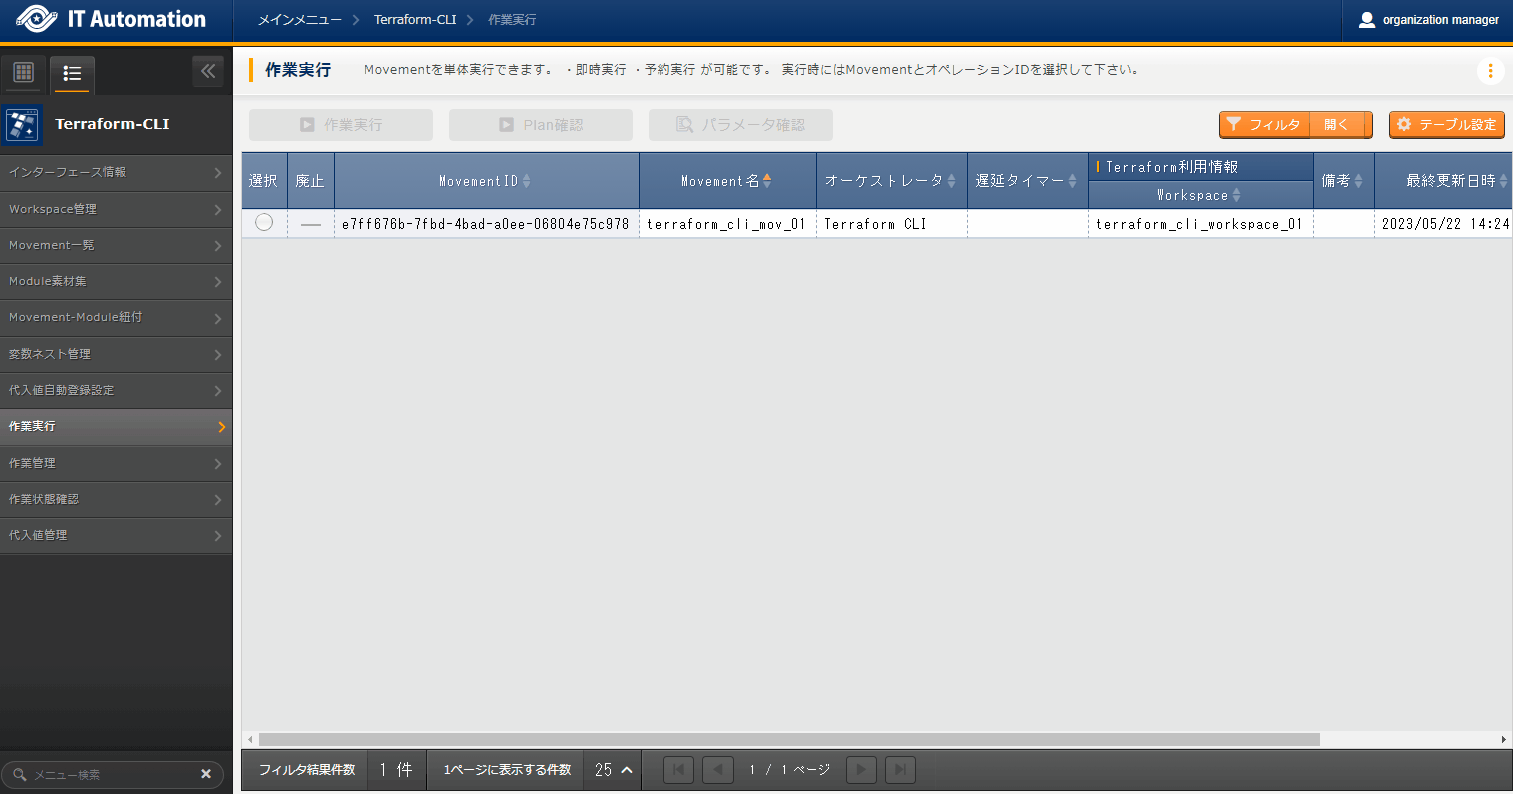 IT Automation
メインメニュー Terraform-CLI 作業実行
organization manager
作業実行 Movementを単体実行できます。 ・即時実行 ・予約実行 が可能です。 実行時にはMovementとオペレーションIDを選択して下さい。
Terraform-CLI
作業実行 Plan確認 パラメータ確認 フィルタ 開く テーブル設定
インターフェース情報
Workspace管理
Movement一覧
Module素材集
Movement-Module紐付
変数ネスト管理
代入値自動登録設定
作業実行
作業管理
作業状態確認
代入値管理
メニュー検索
選択 廃止 MovementID Movement名 オーケストレータ 遅延タイマー Terraform利用情報 備考 最終更新日時
Workspace
e7ff676b-7fbd-4bad-a0ee-06804e75c978 terraform_cli_mov_01 Terraform CLI terraform_cli_workspace_01 2023/05/22 14:24
フィルタ結果件数 1 件 1ページに表示する件数 25 1 / 1 ページ